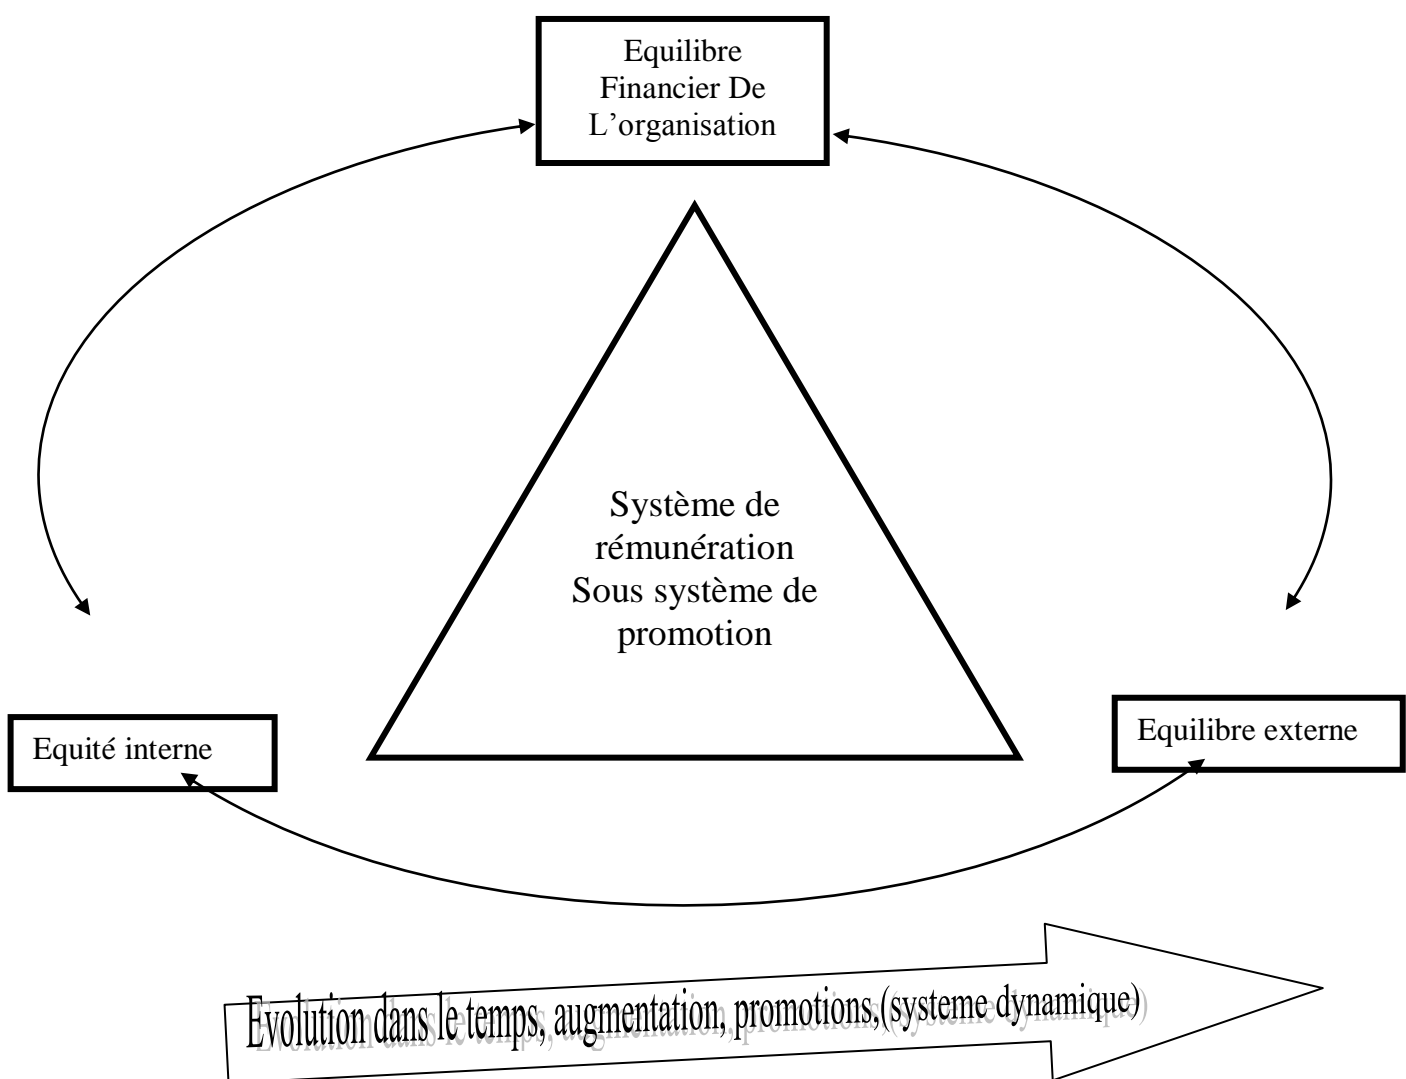 Equilibre
Financier De
L’organisation
Système de
rémunération
Sous système de
promotion
Equité interne
Equilibre externe
Evolution dans le temps, augmentation, promotions,(systeme dynamique)